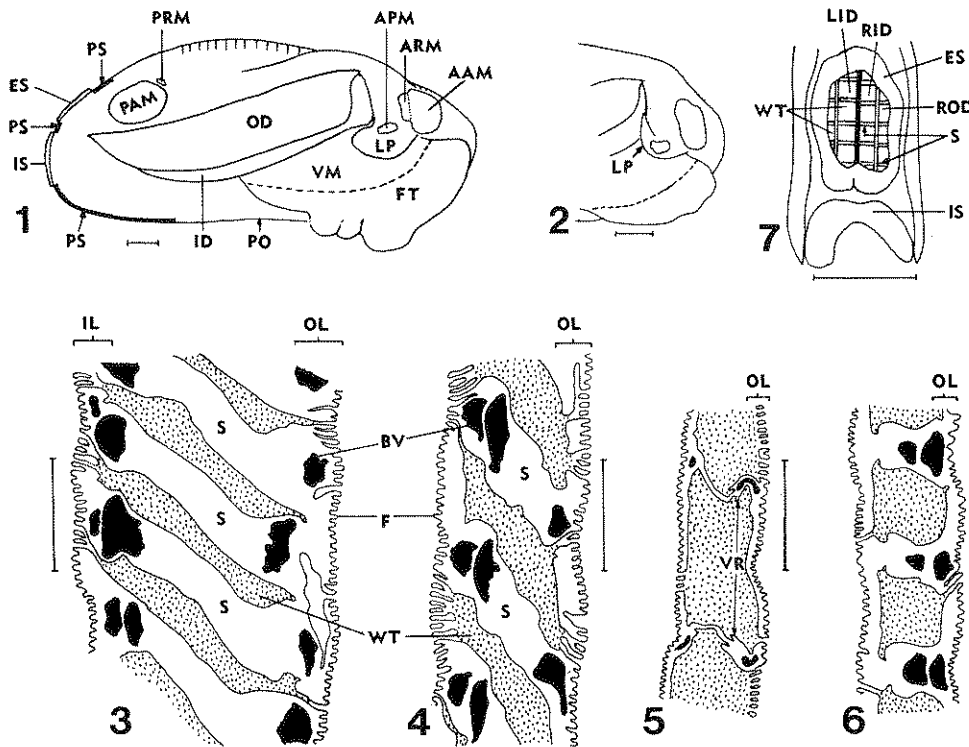 PRM
APM
ARM
AAM
PS
ES
PAM
PS
OD
LP
IS
VM
FT
1
PS
ID
PO
LP
2
LID
RID
ES
WT
ROD
S
IS
7
IL
OL
S
S
S
3
BV
F
WT
OL
S
S
4
OL
VR
5
OL
6